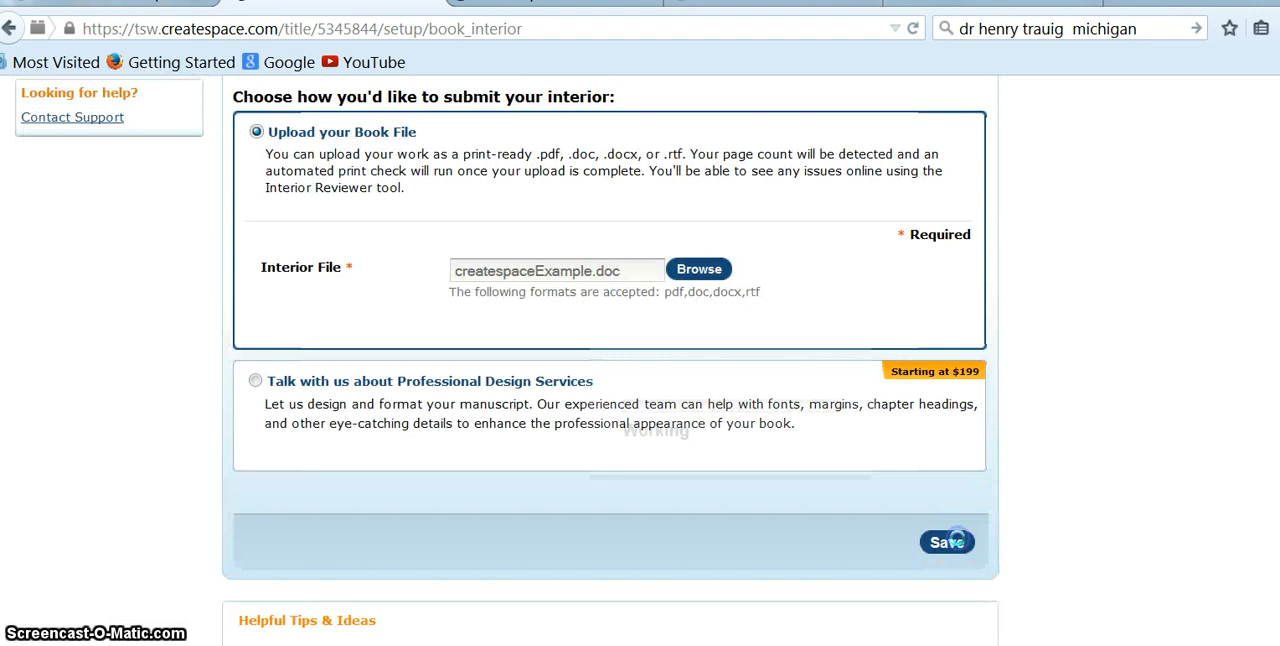 https://tsw.createspace.com/title/5345844/setup/book_interior
dr henry trauig  michigan
Most Visited Getting Started Google YouTube
Looking for help?
Contact Support
Choose how you'd like to submit your interior:
Upload your Book File
You can upload your work as a print-ready .pdf, .doc, .docx, or .rtf. Your page count will be detected and an
automated print check will run once your upload is complete. You'll be able to see any issues online using the
Interior Reviewer tool.
* Required
Interior File *
createspaceExample.doc
Browse
The following formats are accepted: pdf,doc,docx,rtf
Starting at $199
Talk with us about Professional Design Services
Let us design and format your manuscript. Our experienced team can help with fonts, margins, chapter headings,
and other eye-catching details to enhance the professional appearance of your book.
Working
Save
Helpful Tips & Ideas
Screencast-O-Matic.com